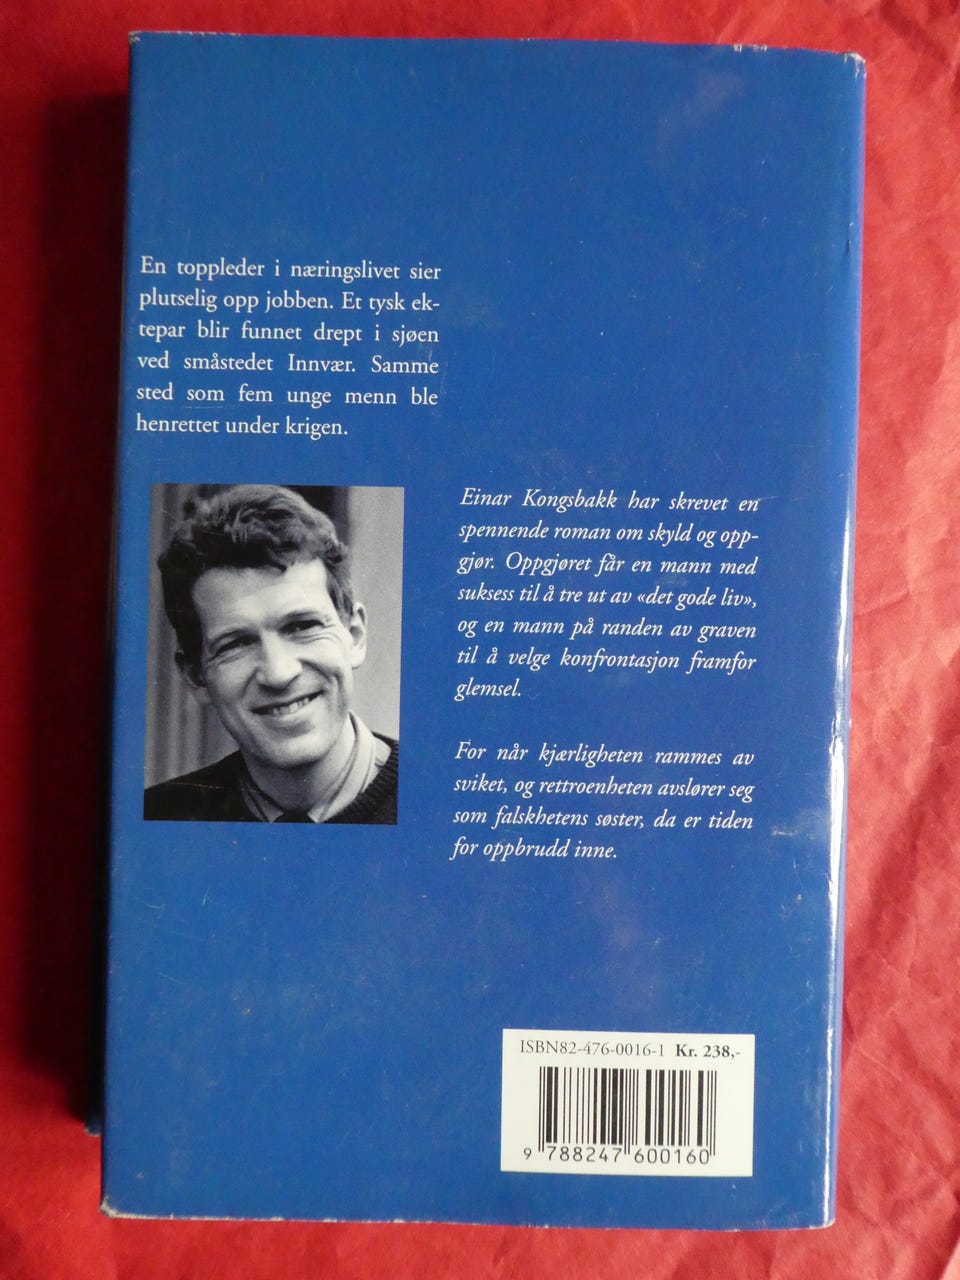 En toppleder i næringslivet sier
plutselig opp jobben. Et tysk ek-
tepar blir funnet drept i sjøen
ved småstedet Innvær. Samme
sted som fem unge menn ble
henrettet under krigen.
Einar Kongsbakk har skrevet en
spennende roman om skyld og opp-
gjør. Oppgjøret får en mann med
suksess til å tre ut av «det gode liv»,
og en mann på randen av graven
til å velge konfrontasjon framfor
glemsel.
For når kjærligheten rammes av
sviket, og rettroenheten avslører seg
som falskhetens søster, da er tiden
for oppbrudd inne.
ISBN82-476-0016-1 Kr. 238,-
9 788247 600160